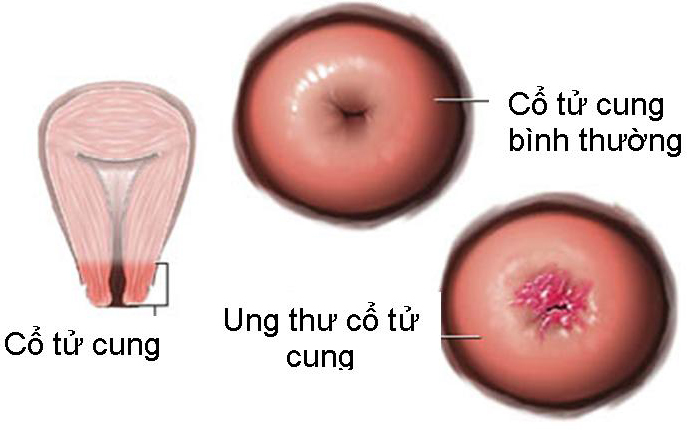 Cổ tử cung
bình thường
Ung thư cổ tử
cung
Cổ tử cung